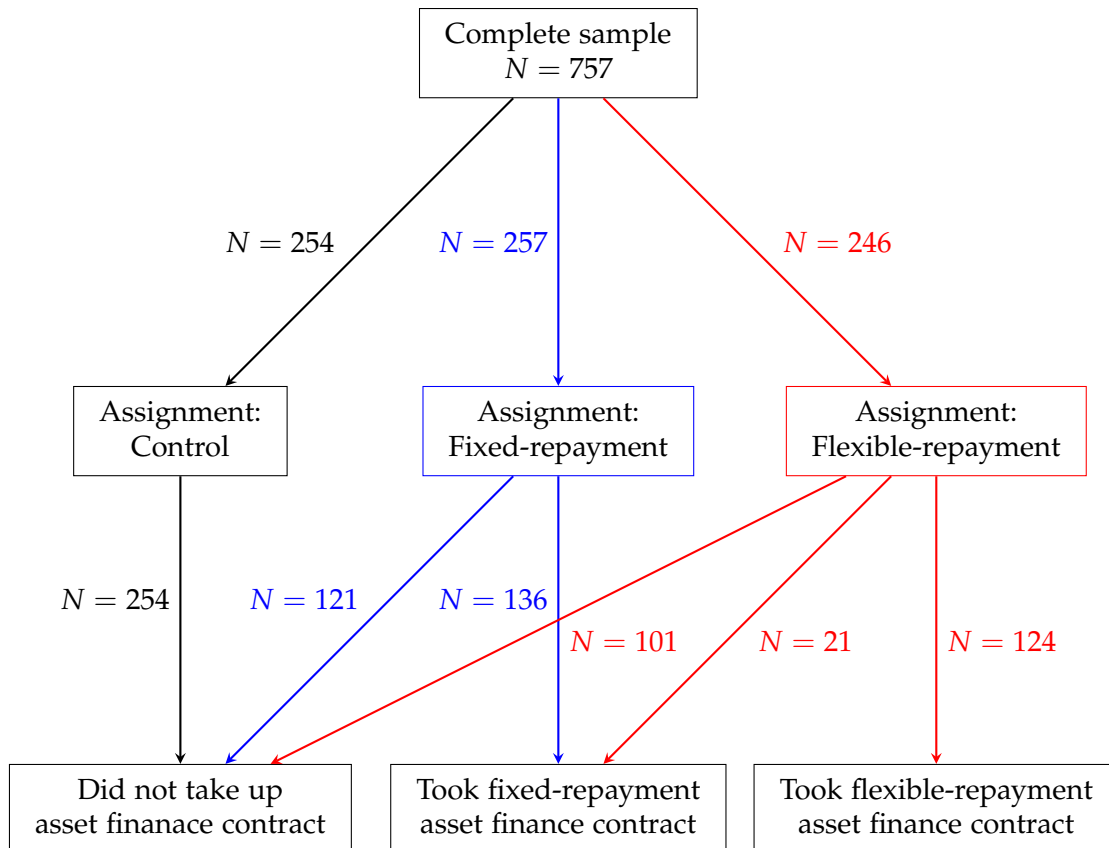 Complete sample
N = 757
N = 254
N = 257
N = 246
Assignment:
Control
Assignment:
Fixed-repayment
Assignment:
Flexible-repayment
N = 254
N = 121
N = 136
N = 101
N = 21
N = 124
Did not take up
asset finanace contract
Took fixed-repayment
asset finance contract
Took flexible-repayment
asset finance contract